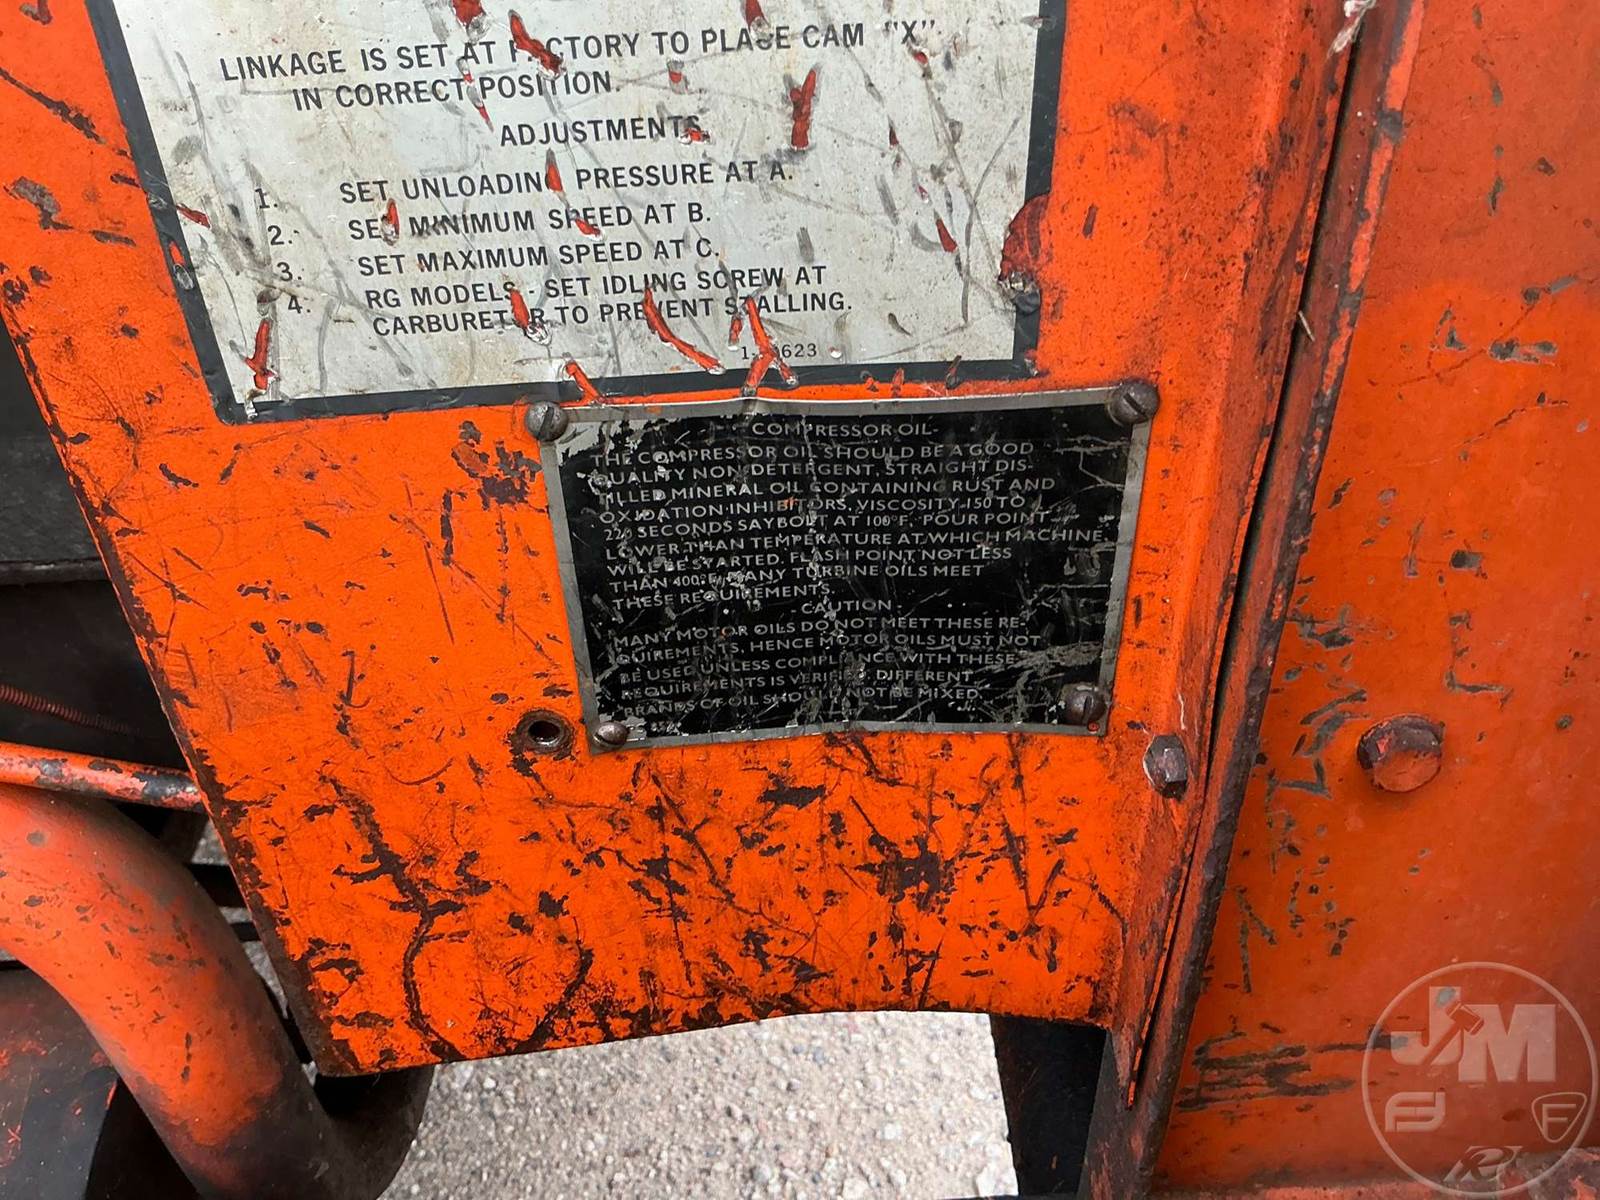 LINKAGE IS SET AT FACTORY TO PLACE CAM "X"
IN CORRECT POSITION.
ADJUSTMENTS.
1. SET UNLOADING PRESSURE AT A.
2. SET MINIMUM SPEED AT B.
3. SET MAXIMUM SPEED AT C.
4. RG MODELS - SET IDLING SCREW AT
CARBURETOR TO PREVENT STALLING.
COMPRESSOR OIL-
THE COMPRESSOR OIL SHOULD BE A GOOD
QUALITY NON-DETERGENT, STRAIGHT DIS-
TILLED MINERAL OIL CONTAINING RUST AND
OXIDATION INHIBITORS. VISCOSITY 150 TO
220 SECONDS SAYBOLT AT 100°F. POUR POINT
LOWER THAN TEMPERATURE AT WHICH MACHINE
WILL BE STARTED. FLASH POINT NOT LESS
THAN 400°F. MANY TURBINE OILS MEET
THESE REQUIREMENTS.
CAUTION
MANY MOTOR OILS DO NOT MEET THESE RE-
QUIREMENTS, HENCE MOTOR OILS MUST NOT
BE USED UNLESS COMPLIANCE WITH THESE
REQUIREMENTS IS VERIFIED. DIFFERENT
BRANDS OF OIL SHOULD NOT BE MIXED.
JM